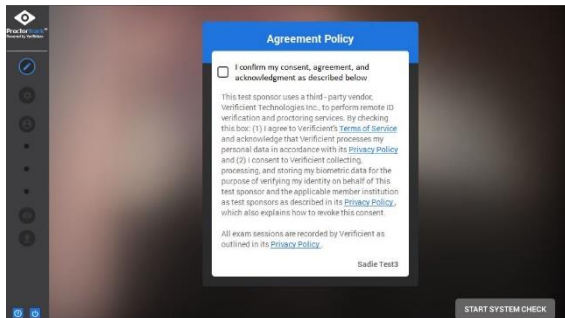 Proctortrack
Powered by Verificient
Agreement Policy
I confirm my consent, agreement, and
acknowledgment as described below
This test sponsor uses a third - party vendor,
Verificient Technologies Inc., to perform remote ID
verification and proctoring services. By checking
this box: (1) I agree to Verificient's Terms of Service
and acknowledge that Verificient processes my
personal data in accordance with its Privacy Policy
and (2) I consent to Verificient collecting,
processing, and storing my biometric data for the
purpose of verifying my identity on behalf of This
test sponsor and the applicable member institution
as test sponsors as described in its Privacy Policy ,
which also explains how to revoke this consent.
All exam sessions are recorded by Verificient as
outlined in its Privacy Policy .
Sadie Test3
START SYSTEM CHECK